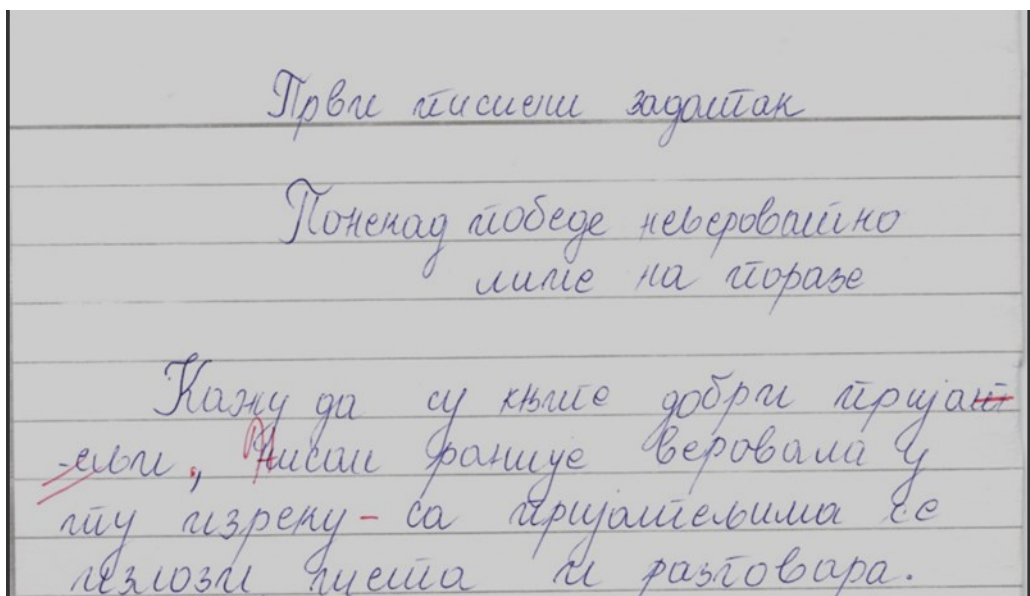 Први писмени задатак
Понекад победе невероватно
личе на поразе
Кажу да су књиге добри пријат-
-ељи. Нисам раније веровала у
ту изреку - са пријатељима се
излази, шета и разговара.